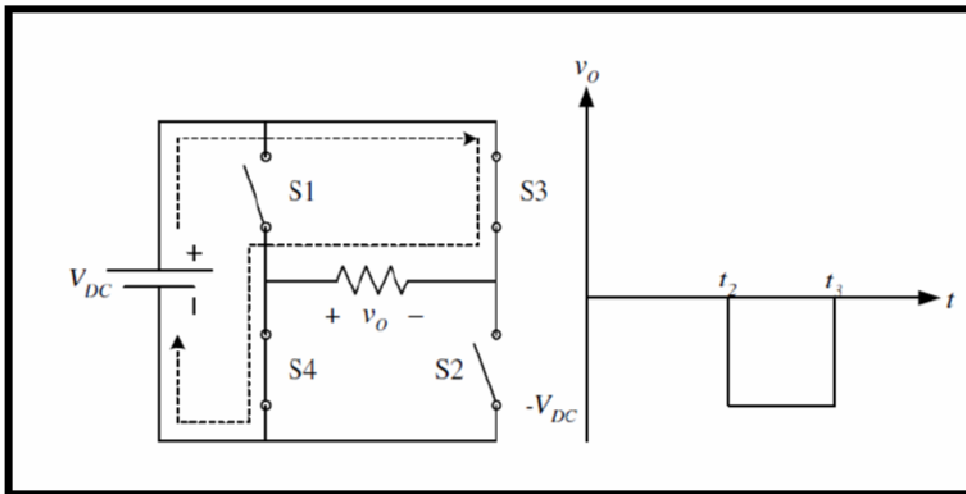 v_O
S1
S3
+
V_DC
+ v_O −
t_2
t_3
t
S4
S2
-V_DC